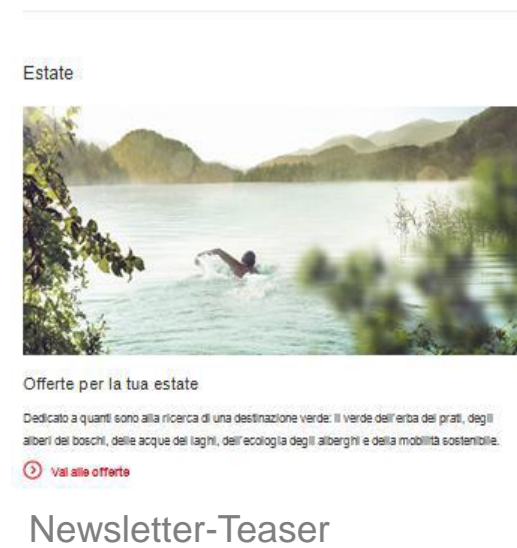 Estate
Offerte per la tua estate
Dedicato a quanti sono alla ricerca di una destinazione verde: il verde dell'erba dei prati, degli
alberi dei boschi, delle acque dei laghi, dell'ecologia degli alberghi e della mobilità sostenibile.
Vai alle offerte
Newsletter-Teaser